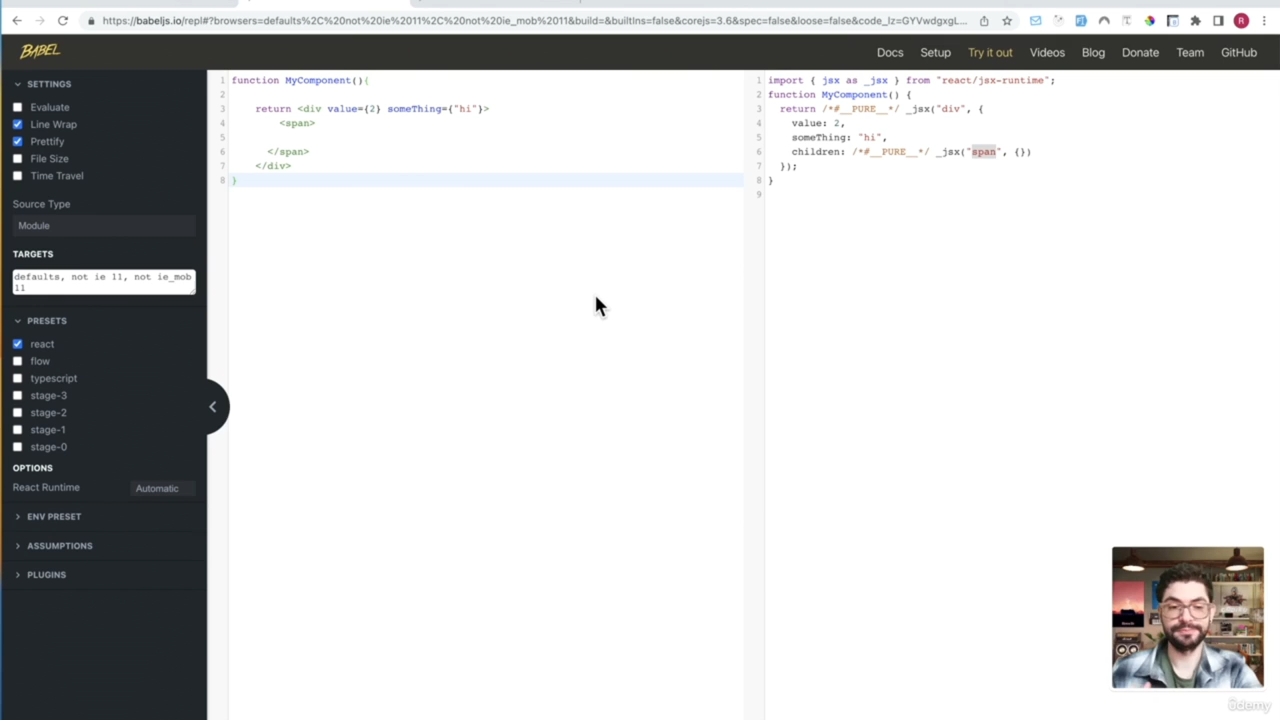 https://babeljs.io/repl#?browsers=defaults%2C%20not%20ie%2011%2C%20not%20ie_mob%2011&build=&builtIns=false&corejs=3.6&spec=false&loose=false&code_lz=GYVwdgxgL...
R
BABEL
Docs
Setup
Try it out
Videos
Blog
Donate
Team
GitHub
SETTINGS
Evaluate
Line Wrap
Prettify
File Size
Time Travel
Source Type
Module
TARGETS
defaults, not ie 11, not ie_mob
11
PRESETS
react
flow
typescript
stage-3
stage-2
stage-1
stage-0
OPTIONS
React Runtime Automatic
ENV PRESET
ASSUMPTIONS
PLUGINS
1 function MyComponent(){
2
3 return <div value={2} someThing={"hi"}>
4 <span>
5
6 </span>
7 </div>
8 }
1 import { jsx as _jsx } from "react/jsx-runtime";
2 function MyComponent() {
3 return /*#__PURE__*/ _jsx("div", {
4 value: 2,
5 someThing: "hi",
6 children: /*#__PURE__*/ _jsx("span", {})
7 });
8 }
9
ûdemy